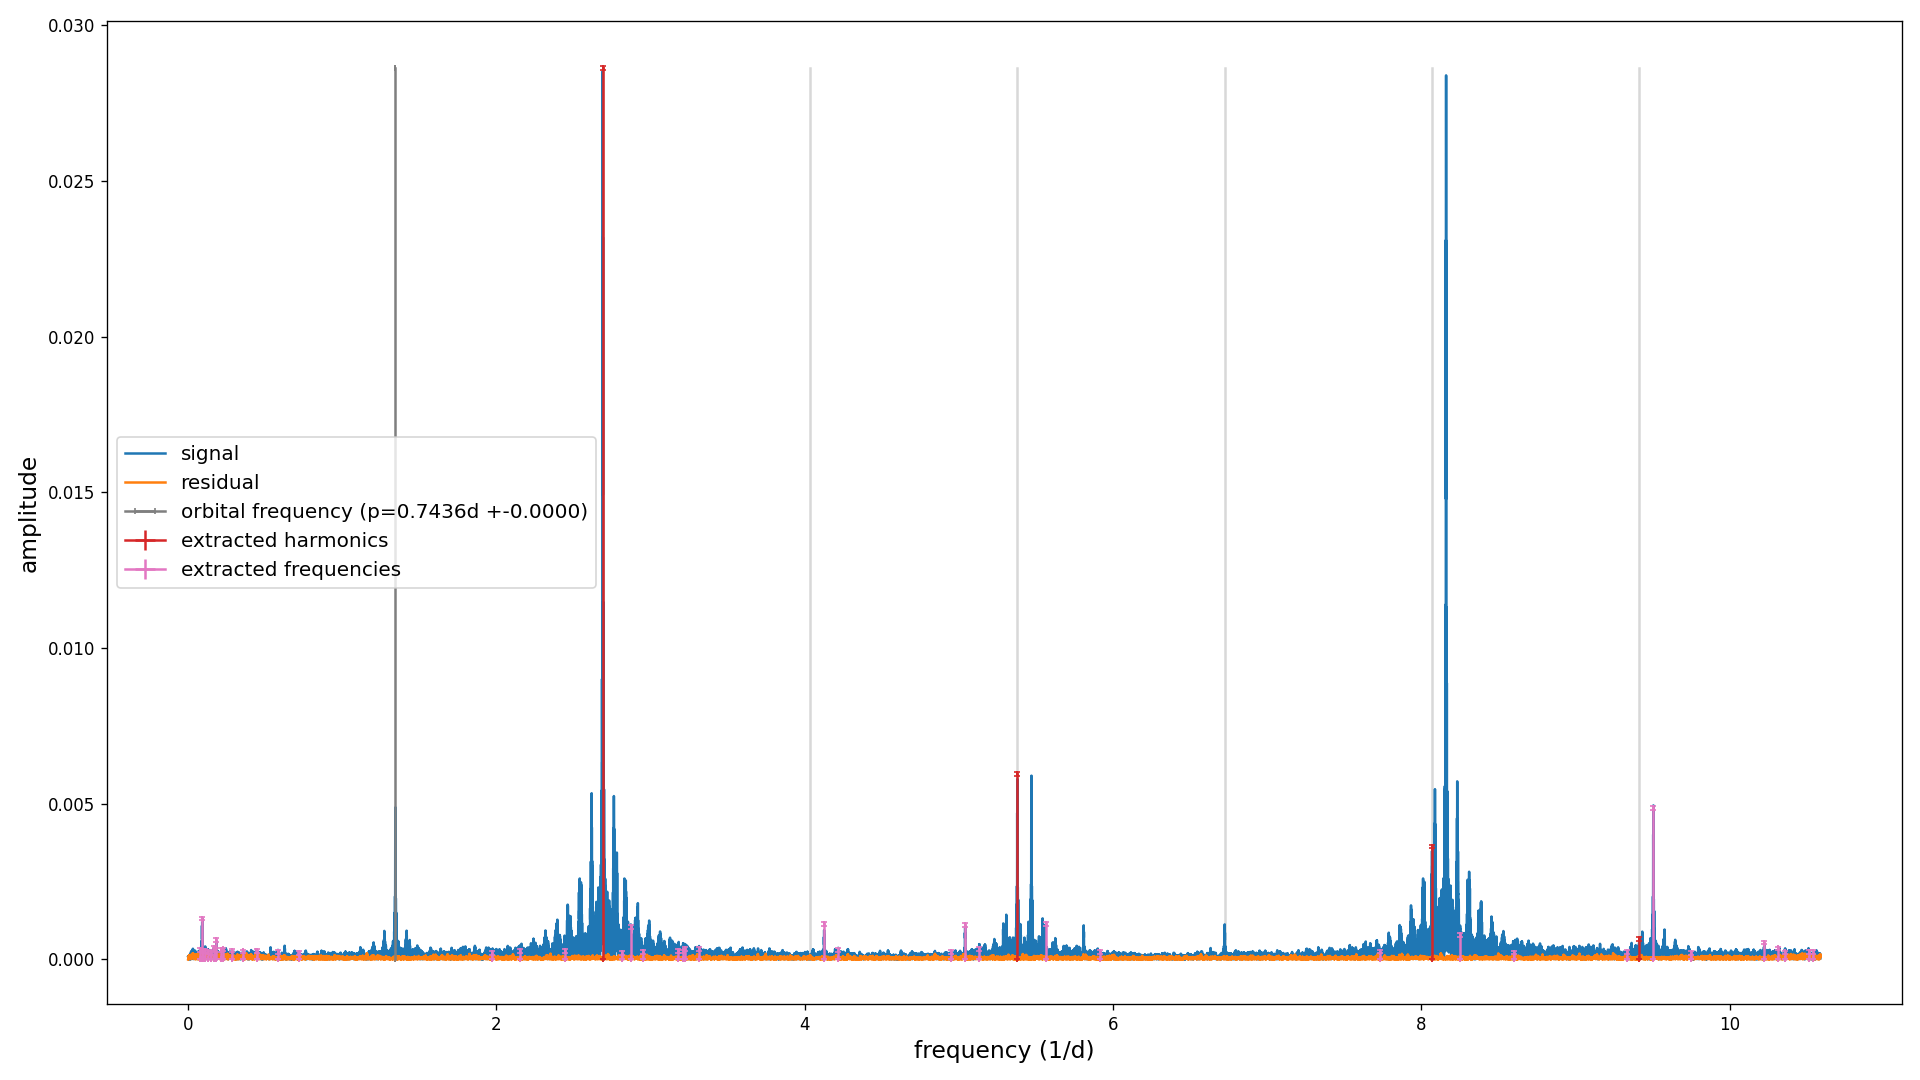 0.030
0.025
0.020
0.015
0.010
0.005
0.000
amplitude
signal
residual
orbital frequency (p=0.7436d +-0.0000)
extracted harmonics
extracted frequencies
0 2 4 6 8 10
frequency (1/d)